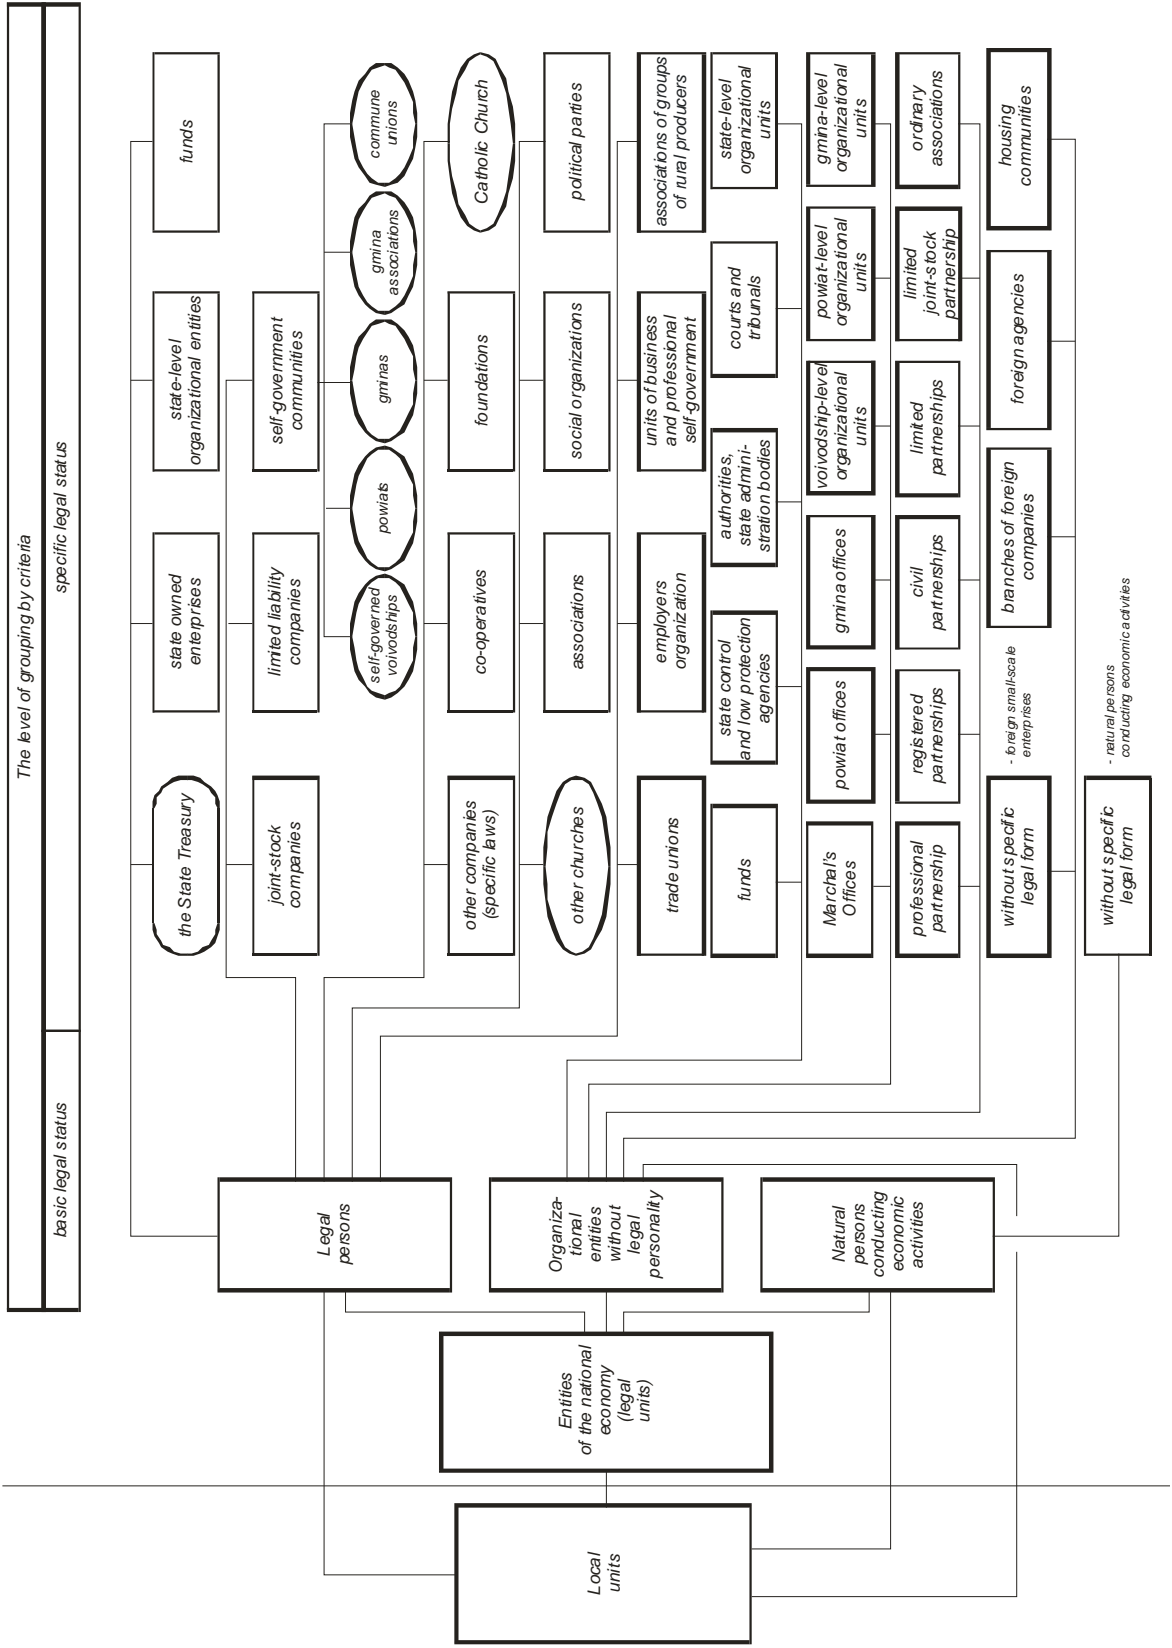 The level of grouping by criteria
basic legal status
specific legal status
the State Treasury
state owned
enterprises
state-level
organizational entities
funds
joint-stock
companies
limited liability
companies
self-government
communities
self-governed
voivodships
powiats
gminas
gmina
associations
commune
unions
other companies
(specific laws)
co-operatives
foundations
Catholic Church
other churches
associations
social organizations
political parties
trade unions
employers
organization
units of business
and professional
self-government
associations of groups
of rural producers
funds
state control
and low protection
agencies
authorities,
state admini-
stration bodies
courts and
tribunals
state-level
organizational
units
Marchal's
Offices
powiat offices
gmina offices
voivodship-level
organizational
units
powiat-level
organizational
units
gmina-level
organizational
units
professional
partnership
registered
partnerships
civil
partnerships
limited
partnerships
limited
joint-stock
partnership
ordinary
associations
without specific
legal form
- foreign small-scale
enterprises
branches of foreign
companies
foreign agencies
housing
communities
without specific
legal form
- natural persons
conducting economic activities
Legal
persons
Organiza-
tional
entities
without
legal
personality
Natural
persons
conducting
economic
activities
Entities
of the national
economy
(legal
units)
Local
units